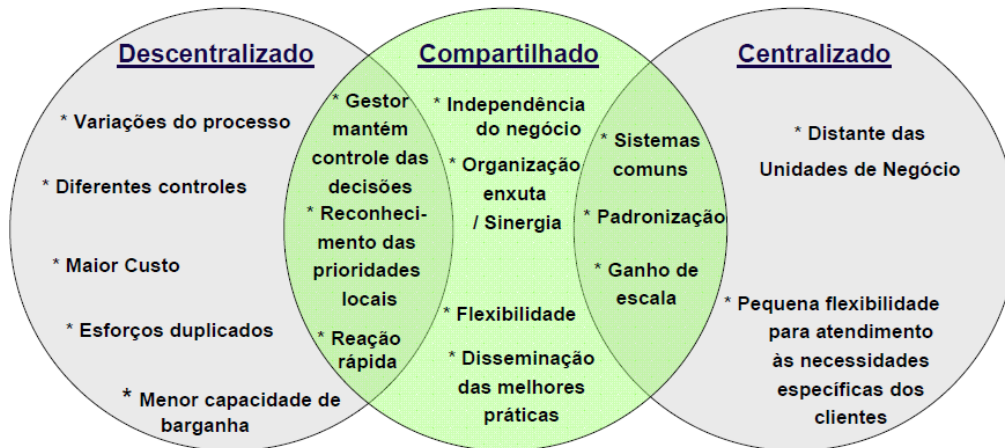 Descentralizado
* Variações do processo
* Diferentes controles
* Maior Custo
* Esforços duplicados
* Menor capacidade de
barganha
* Gestor
mantém
controle das
decisões
* Reconheci-
mento das
prioridades
locais
* Reação
rápida
Compartilhado
* Independência
do negócio
* Organização
enxuta
/ Sinergia
* Flexibilidade
* Disseminação
das melhores
práticas
* Sistemas
comuns
* Padronização
* Ganho de
escala
Centralizado
* Distante das
Unidades de Negócio
* Pequena flexibilidade
para atendimento
às necessidades
específicas dos
clientes